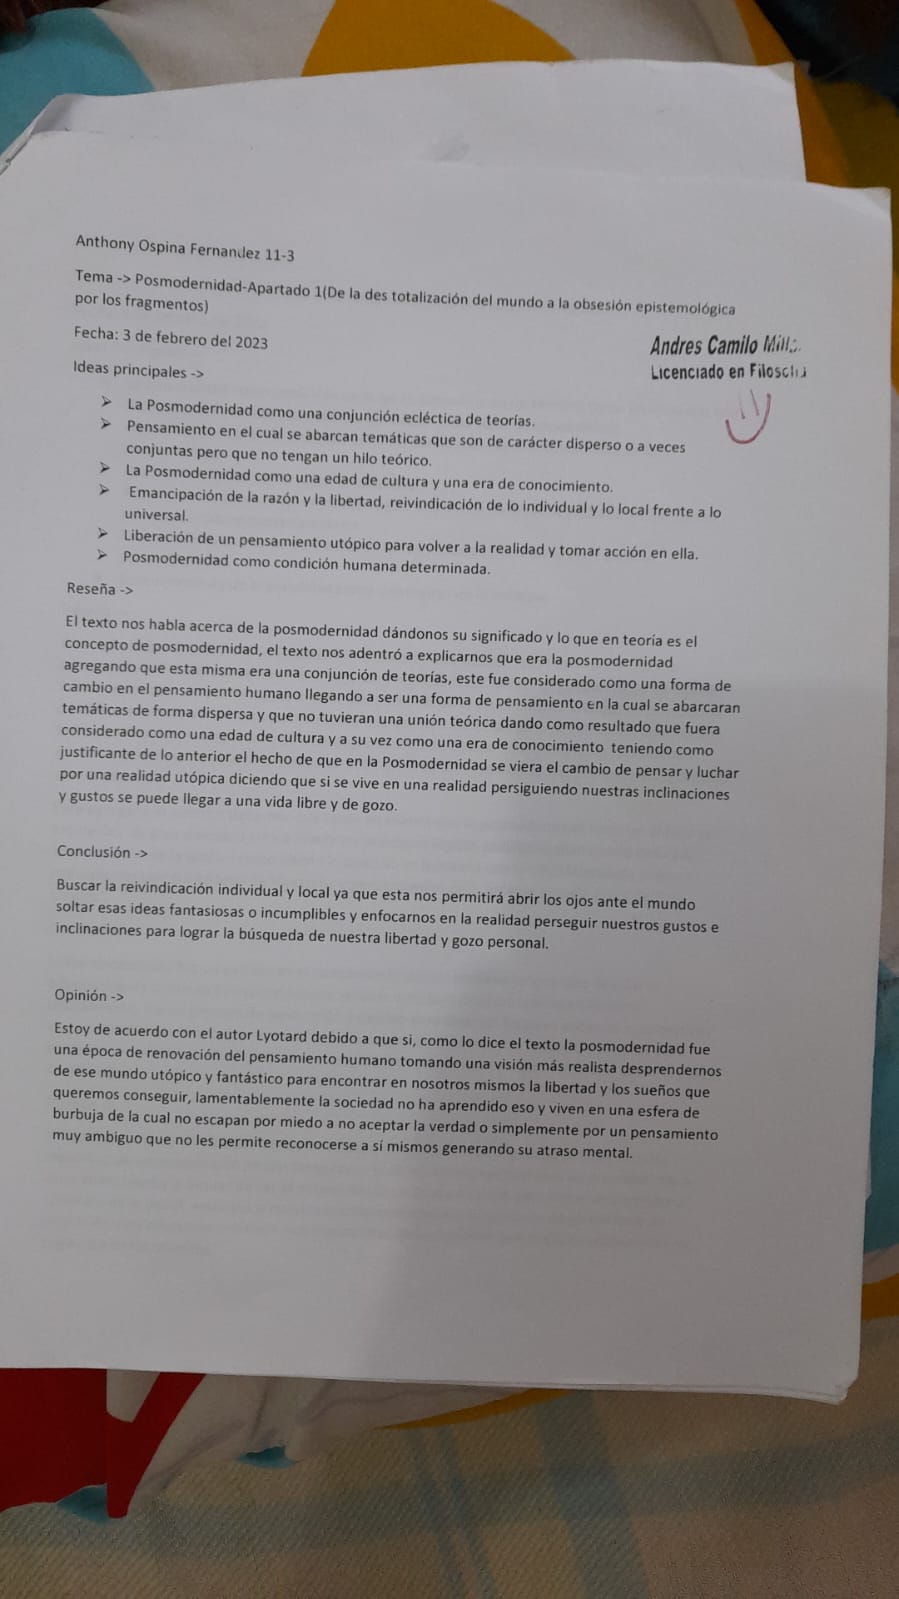 Anthony Ospina Fernandez 11-3
Tema -> Posmodernidad-Apartado 1(De la des totalización del mundo a la obsesión epistemológica
por los fragmentos)
Fecha: 3 de febrero del 2023
Andres Camilo
Licenciado en Filosofía
Ideas principales ->
➢ La Posmodernidad como una conjunción ecléctica de teorías.
➢ Pensamiento en el cual se abarcan temáticas que son de carácter disperso o a veces
conjuntas pero que no tengan un hilo teórico.
➢ La Posmodernidad como una edad de cultura y una era de conocimiento.
➢ Emancipación de la razón y la libertad, reivindicación de lo individual y lo local frente a lo
universal.
➢ Liberación de un pensamiento utópico para volver a la realidad y tomar acción en ella.
➢ Posmodernidad como condición humana determinada.
Reseña ->
El texto nos habla acerca de la posmodernidad dándonos su significado y lo que en teoría es el
concepto de posmodernidad, el texto nos adentró a explicarnos que era la posmodernidad
agregando que esta misma era una conjunción de teorías, este fue considerado como una forma de
cambio en el pensamiento humano llegando a ser una forma de pensamiento en la cual se abarcaran
temáticas de forma dispersa y que no tuvieran una unión teórica dando como resultado que fuera
considerado como una edad de cultura y a su vez como una era de conocimiento teniendo como
justificante de lo anterior el hecho de que en la Posmodernidad se viera el cambio de pensar y luchar
por una realidad utópica diciendo que si se vive en una realidad persiguiendo nuestras inclinaciones
y gustos se puede llegar a una vida libre y de gozo.
Conclusión ->
Buscar la reivindicación individual y local ya que esta nos permitirá abrir los ojos ante el mundo
soltar esas ideas fantasiosas o incumplibles y enfocarnos en la realidad perseguir nuestros gustos e
inclinaciones para lograr la búsqueda de nuestra libertad y gozo personal.
Opinión ->
Estoy de acuerdo con el autor Lyotard debido a que si, como lo dice el texto la posmodernidad fue
una época de renovación del pensamiento humano tomando una visión más realista desprendernos
de ese mundo utópico y fantástico para encontrar en nosotros mismos la libertad y los sueños que
queremos conseguir, lamentablemente la sociedad no ha aprendido eso y viven en una esfera de
burbuja de la cual no escapan por miedo a no aceptar la verdad o simplemente por un pensamiento
muy ambiguo que no les permite reconocerse a sí mismos generando su atraso mental.